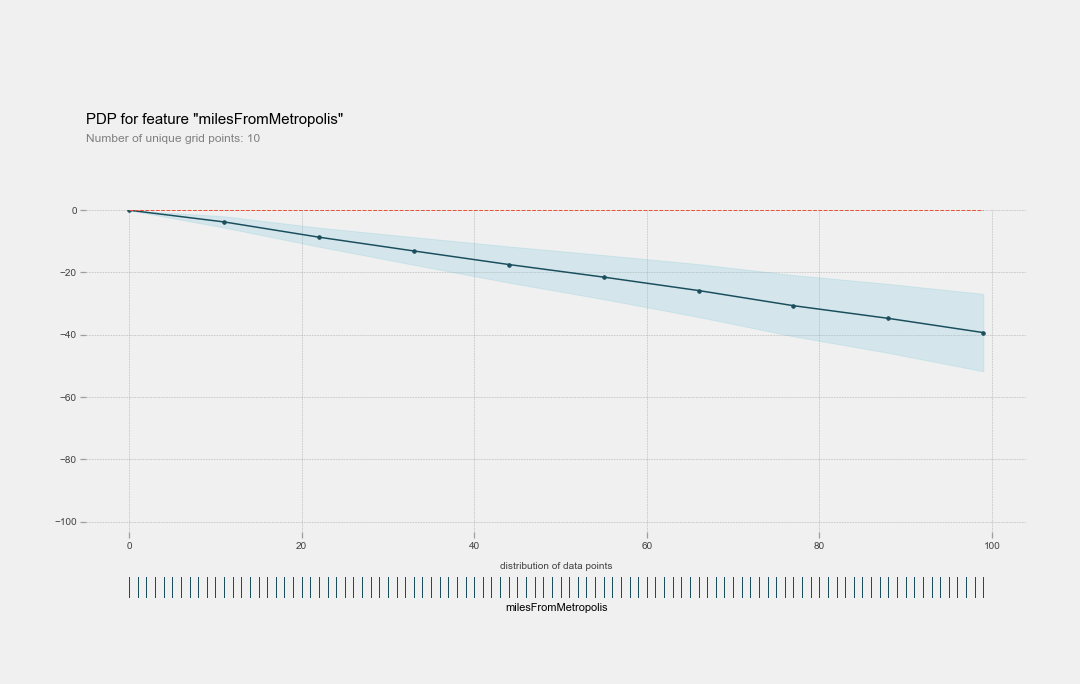 PDP for feature "milesFromMetropolis"
Number of unique grid points: 10
0
−20
−40
−60
−80
−100
0 20 40 60 80 100
distribution of data points
milesFromMetropolis